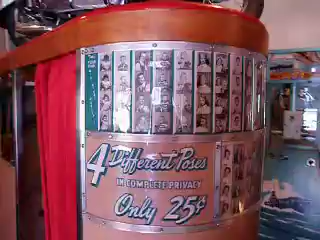 4 Different Poses
IN COMPLETE PRIVACY
Only 25¢